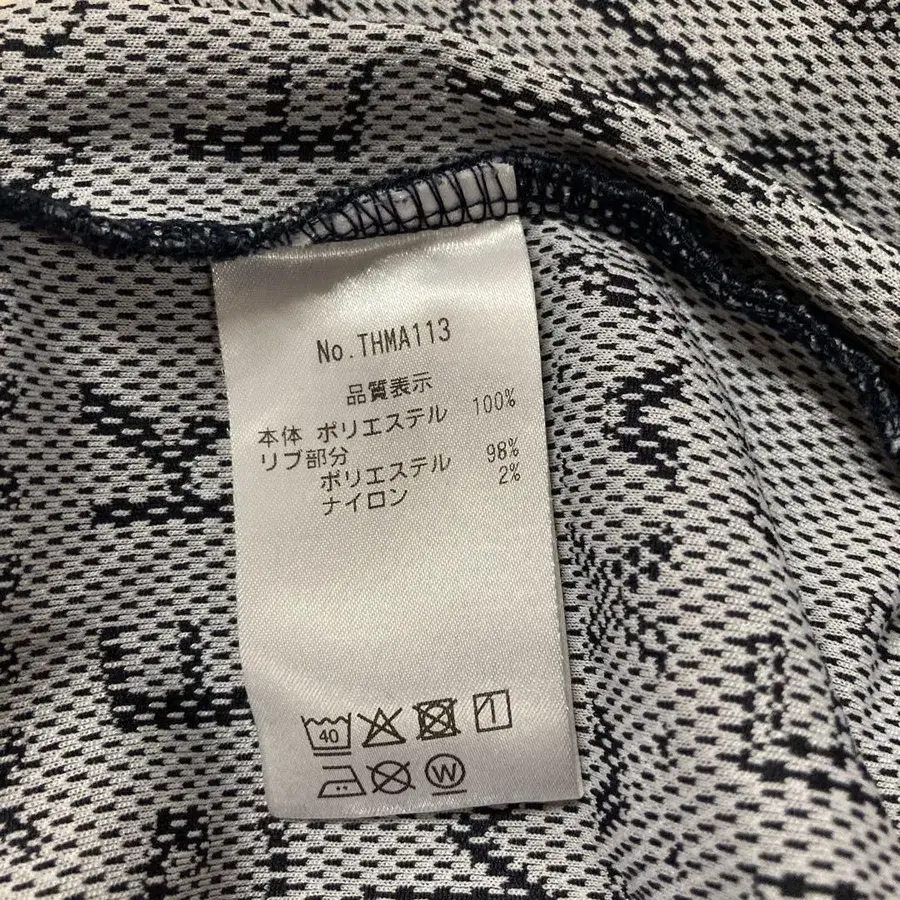 No.THMA113
品質表示
本体 ポリエステル 100%
リブ部分
ポリエステル 98%
ナイロン 2%
40
W